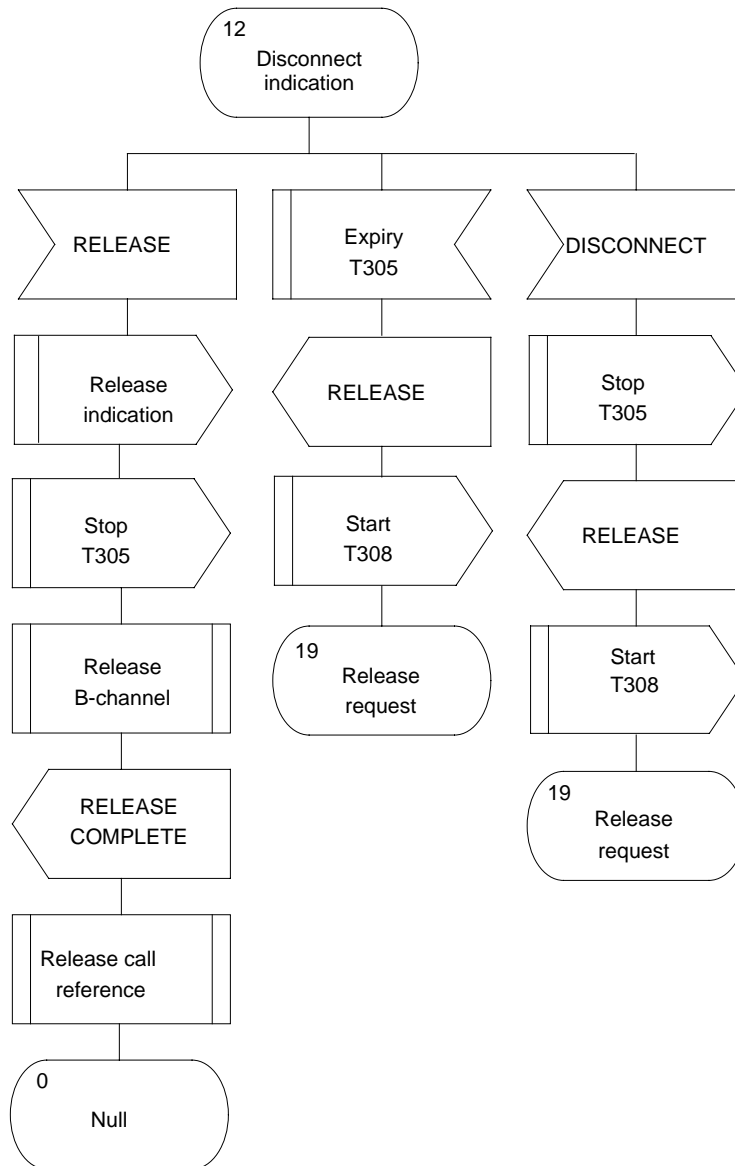 12
Disconnect
indication
RELEASE
Release
indication
Stop
T305
Release
B-channel
RELEASE
COMPLETE
Release call
reference
0
Null
Expiry
T305
RELEASE
Start
T308
19
Release
request
DISCONNECT
Stop
T305
RELEASE
Start
T308
19
Release
request